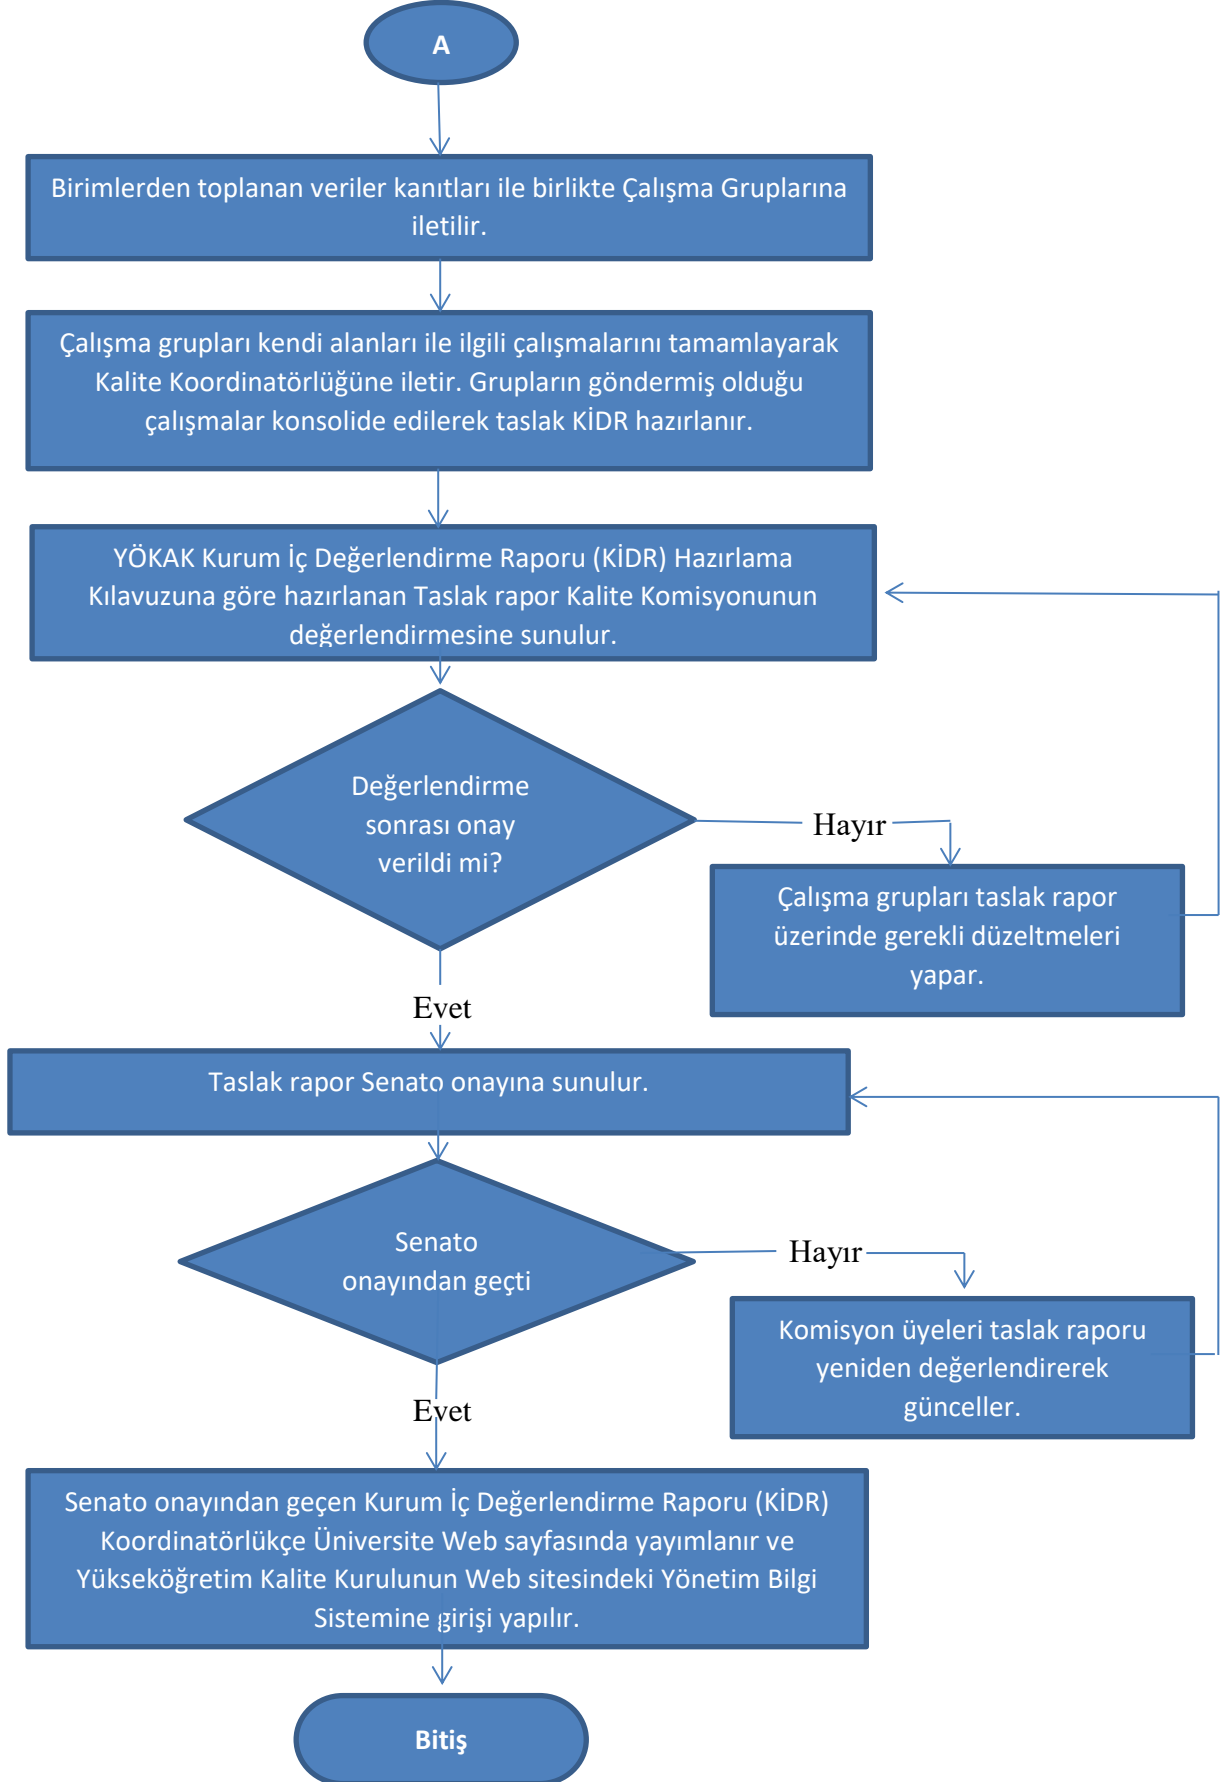 A
Birimlerden toplanan veriler kanıtları ile birlikte Çalışma Gruplarına
iletilir.
Çalışma grupları kendi alanları ile ilgili çalışmalarını tamamlayarak
Kalite Koordinatörlüğüne iletir. Grupların göndermiş olduğu
çalışmalar konsolide edilerek taslak KİDR hazırlanır.
YÖKAK Kurum İç Değerlendirme Raporu (KİDR) Hazırlama
Kılavuzuna göre hazırlanan Taslak rapor Kalite Komisyonunun
değerlendirmesine sunulur.
Değerlendirme
sonrası onay
verildi mi?
Hayır
Çalışma grupları taslak rapor
üzerinde gerekli düzeltmeleri
yapar.
Evet
Taslak rapor Senato onayına sunulur.
Senato
onayından geçti
Hayır
Komisyon üyeleri taslak raporu
yeniden değerlendirerek
günceller.
Evet
Senato onayından geçen Kurum İç Değerlendirme Raporu (KİDR)
Koordinatörlükçe Üniversite Web sayfasında yayımlanır ve
Yükseköğretim Kalite Kurulunun Web sitesindeki Yönetim Bilgi
Sistemine girişi yapılır.
Bitiş